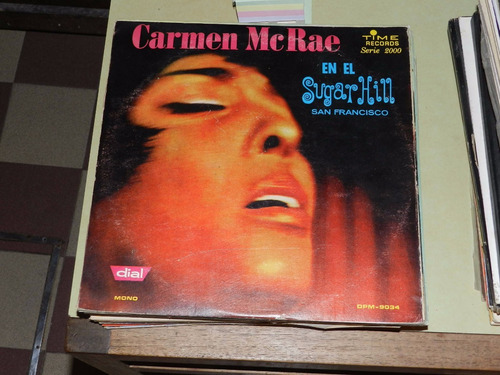 Carmen McRae
TIME
RECORDS
Serie 2000
EN EL
Sugar Hill
SAN FRANCISCO
dial
MONO
DPM-9034